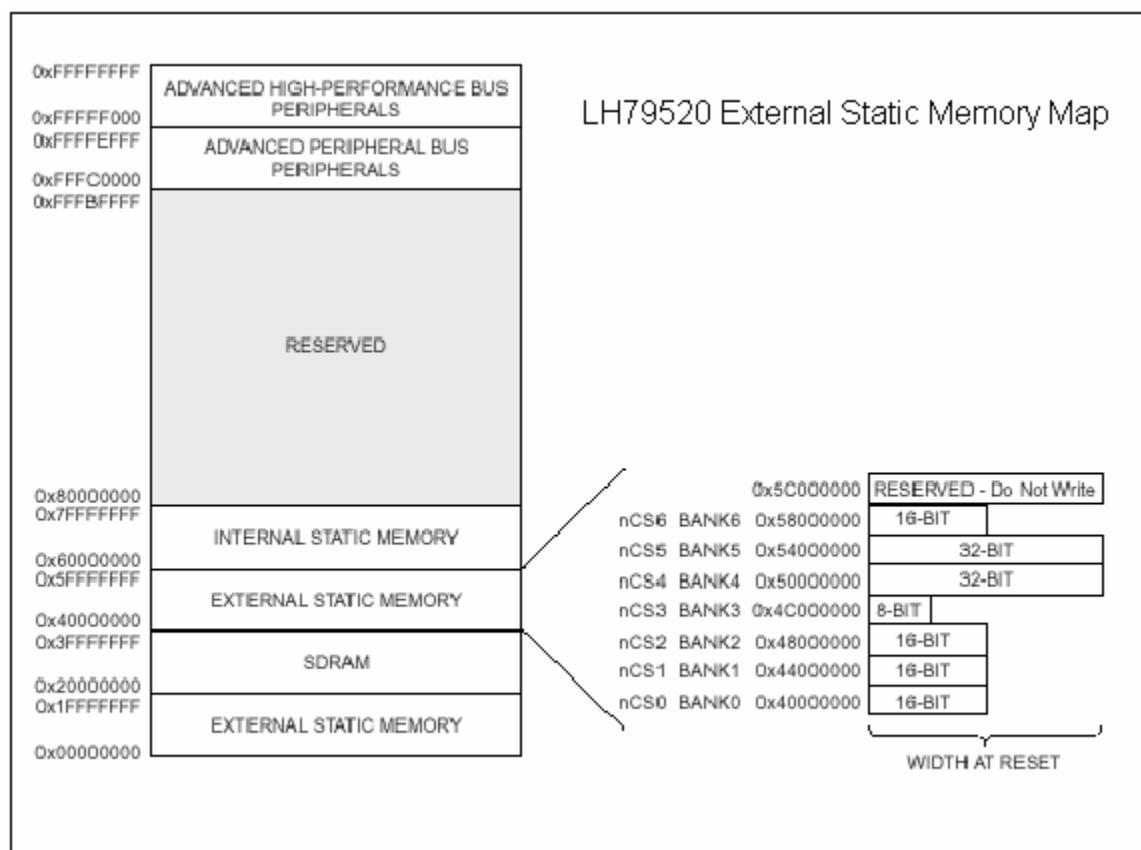 LH79520 External Static Memory Map
0xFFFFFFFF
ADVANCED HIGH-PERFORMANCE BUS
PERIPHERALS
0xFFFFF000
0xFFFFEFFF
ADVANCED PERIPHERAL BUS
PERIPHERALS
0xFFFC0000
0xFFFBFFFF
RESERVED
0x80000000
0x7FFFFFFF
INTERNAL STATIC MEMORY
0x60000000
0x5FFFFFFF
EXTERNAL STATIC MEMORY
0x40000000
0x3FFFFFFF
SDRAM
0x20000000
0x1FFFFFFF
EXTERNAL STATIC MEMORY
0x00000000
0x5C000000 RESERVED - Do Not Write
nCS6 BANK6 0x58000000 16-BIT
nCS5 BANK5 0x54000000 32-BIT
nCS4 BANK4 0x50000000 32-BIT
nCS3 BANK3 0x4C000000 8-BIT
nCS2 BANK2 0x48000000 16-BIT
nCS1 BANK1 0x44000000 16-BIT
nCS0 BANK0 0x40000000 16-BIT
WIDTH AT RESET